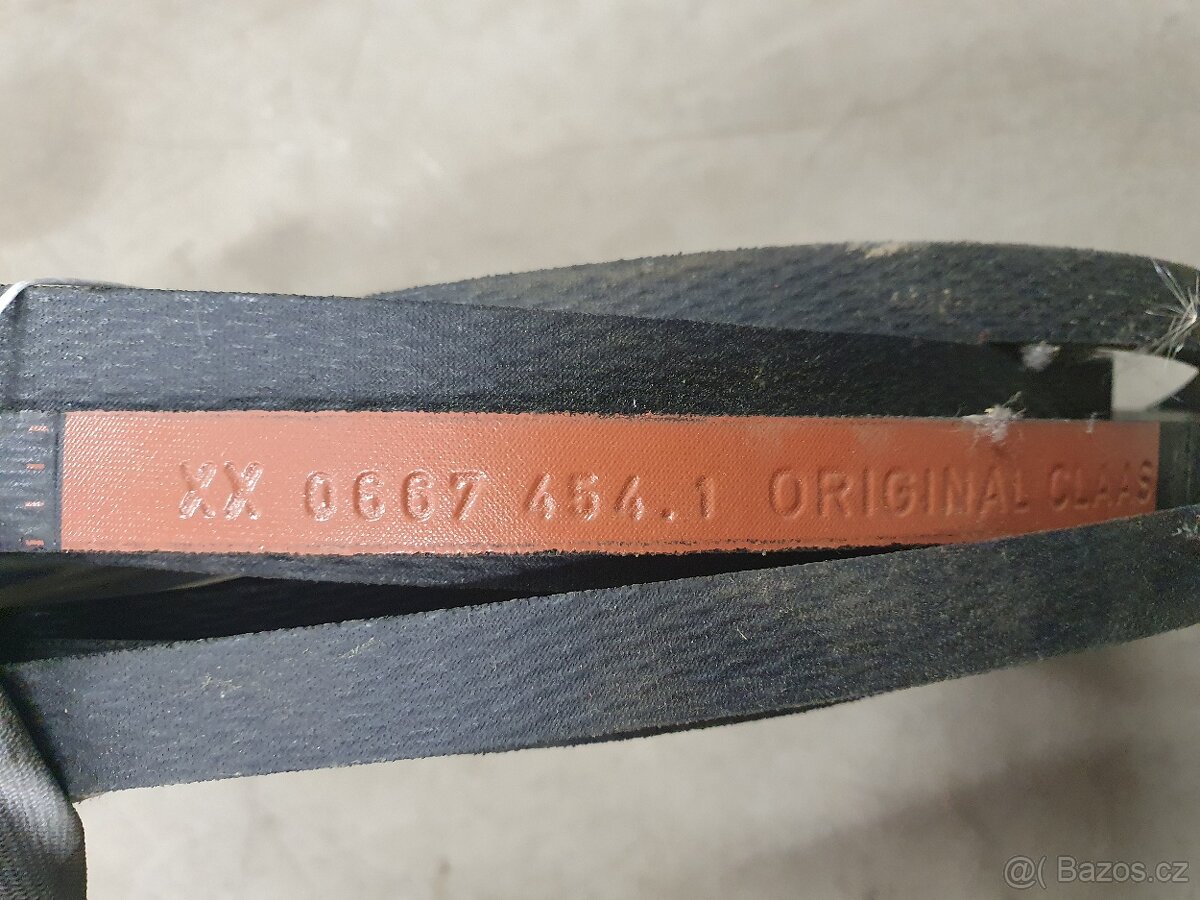 XX 0667 454.1 ORIGINAL CLAAS
@( Bazos.cz